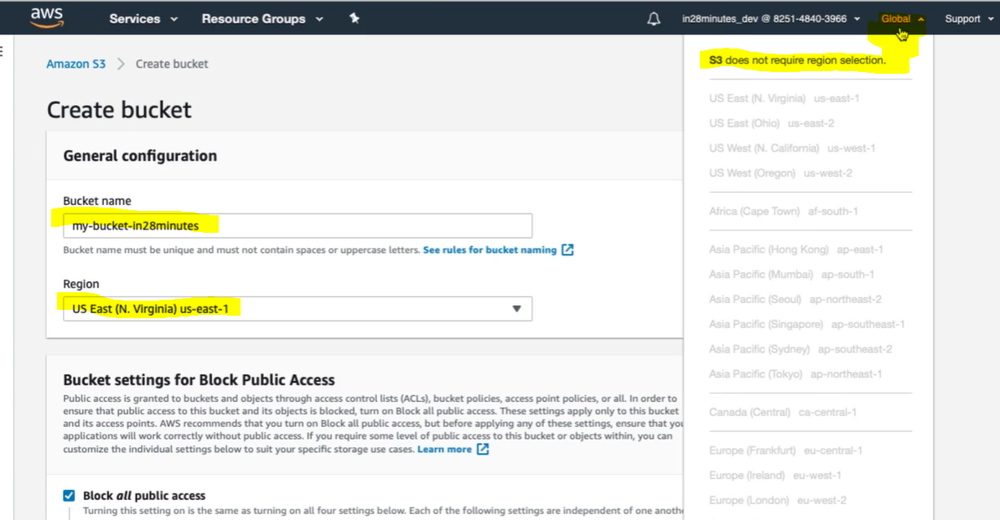 aws Services Resource Groups in28minutes_dev @ 8251-4840-3966 Global Support
Amazon S3 Create bucket
Create bucket
General configuration
Bucket name
my-bucket-in28minutes
Bucket name must be unique and must not contain spaces or uppercase letters. See rules for bucket naming
Region
US East (N. Virginia) us-east-1
Bucket settings for Block Public Access
Public access is granted to buckets and objects through access control lists (ACLs), bucket policies, access point policies, or all. In order to
ensure that public access to this bucket and its objects is blocked, turn on Block all public access. These settings apply only to this bucket
and its access points. AWS recommends that you turn on Block all public access, but before applying any of these settings, ensure that you
applications will work correctly without public access. If you require some level of public access to this bucket or objects within, you can
customize the individual settings below to suit your specific storage use cases. Learn more
Block all public access
Turning this setting on is the same as turning on all four settings below. Each of the following settings are independent of one anoth
S3 does not require region selection.
US East (N. Virginia) us-east-1
US East (Ohio) us-east-2
US West (N. California) us-west-1
US West (Oregon) us-west-2
Africa (Cape Town) af-south-1
Asia Pacific (Hong Kong) ap-east-1
Asia Pacific (Mumbai) ap-south-1
Asia Pacific (Seoul) ap-northeast-2
Asia Pacific (Singapore) ap-southeast-1
Asia Pacific (Sydney) ap-southeast-2
Asia Pacific (Tokyo) ap-northeast-1
Canada (Central) ca-central-1
Europe (Frankfurt) eu-central-1
Europe (Ireland) eu-west-1
Europe (London) eu-west-2